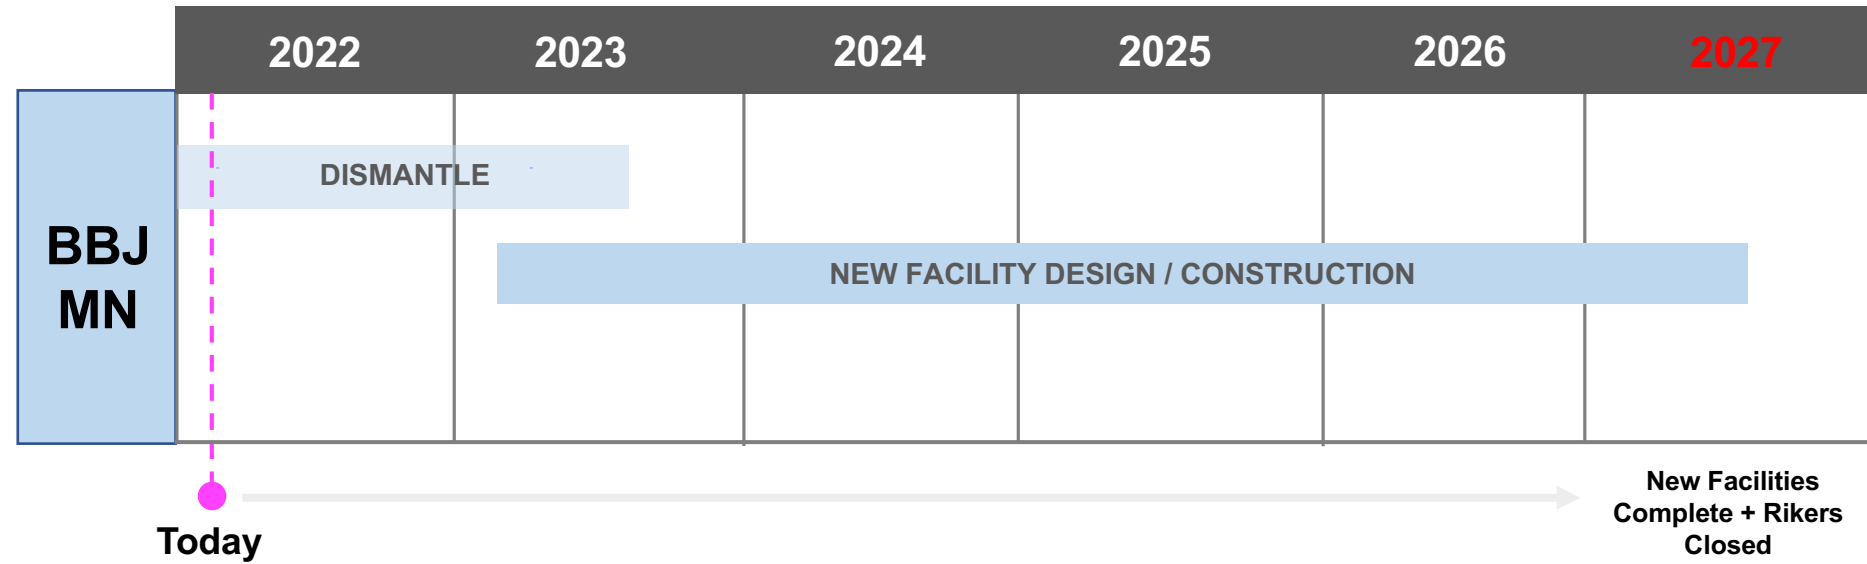 2022 2023 2024 2025 2026 2027
BBJ
MN
DISMANTLE
NEW FACILITY DESIGN / CONSTRUCTION
Today
New Facilities
Complete + Rikers
Closed